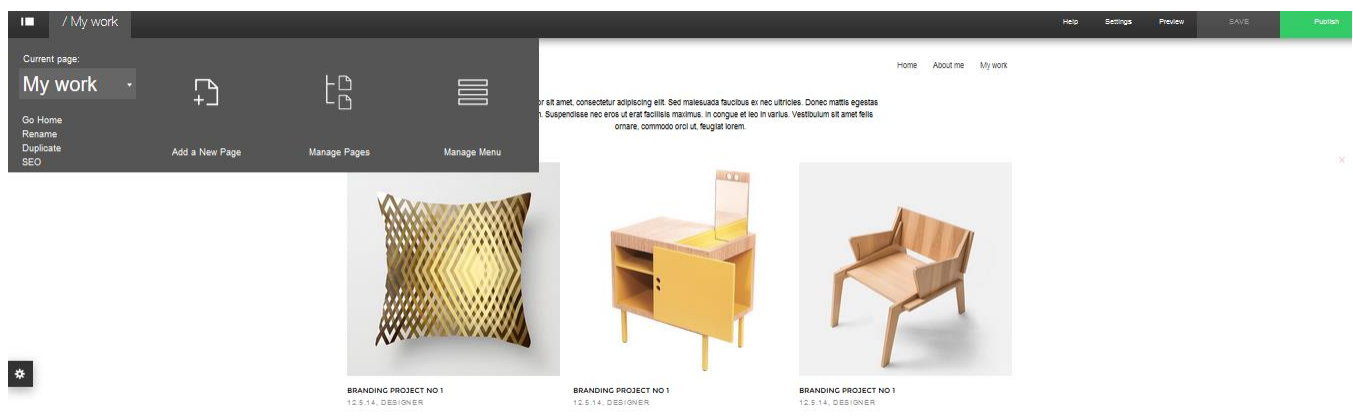 / My work
Help Settings Preview SAVE Publish
Current page:
My work
Go Home
Rename
Duplicate
SEO
Add a New Page
Manage Pages
Manage Menu
Home About me My work
or sit amet, consectetur adipiscing elit. Sed malesuada faucibus ex nec ultricies. Donec mattis egestas
. Suspendisse nec eros ut erat facilisis maximus. In congue et leo in varius. Vestibulum sit amet felis
ornare, commodo orci ut, feugiat lorem.
BRANDING PROJECT NO 1
12.5.14, DESIGNER
BRANDING PROJECT NO 1
12.5.14, DESIGNER
BRANDING PROJECT NO 1
12.5.14, DESIGNER